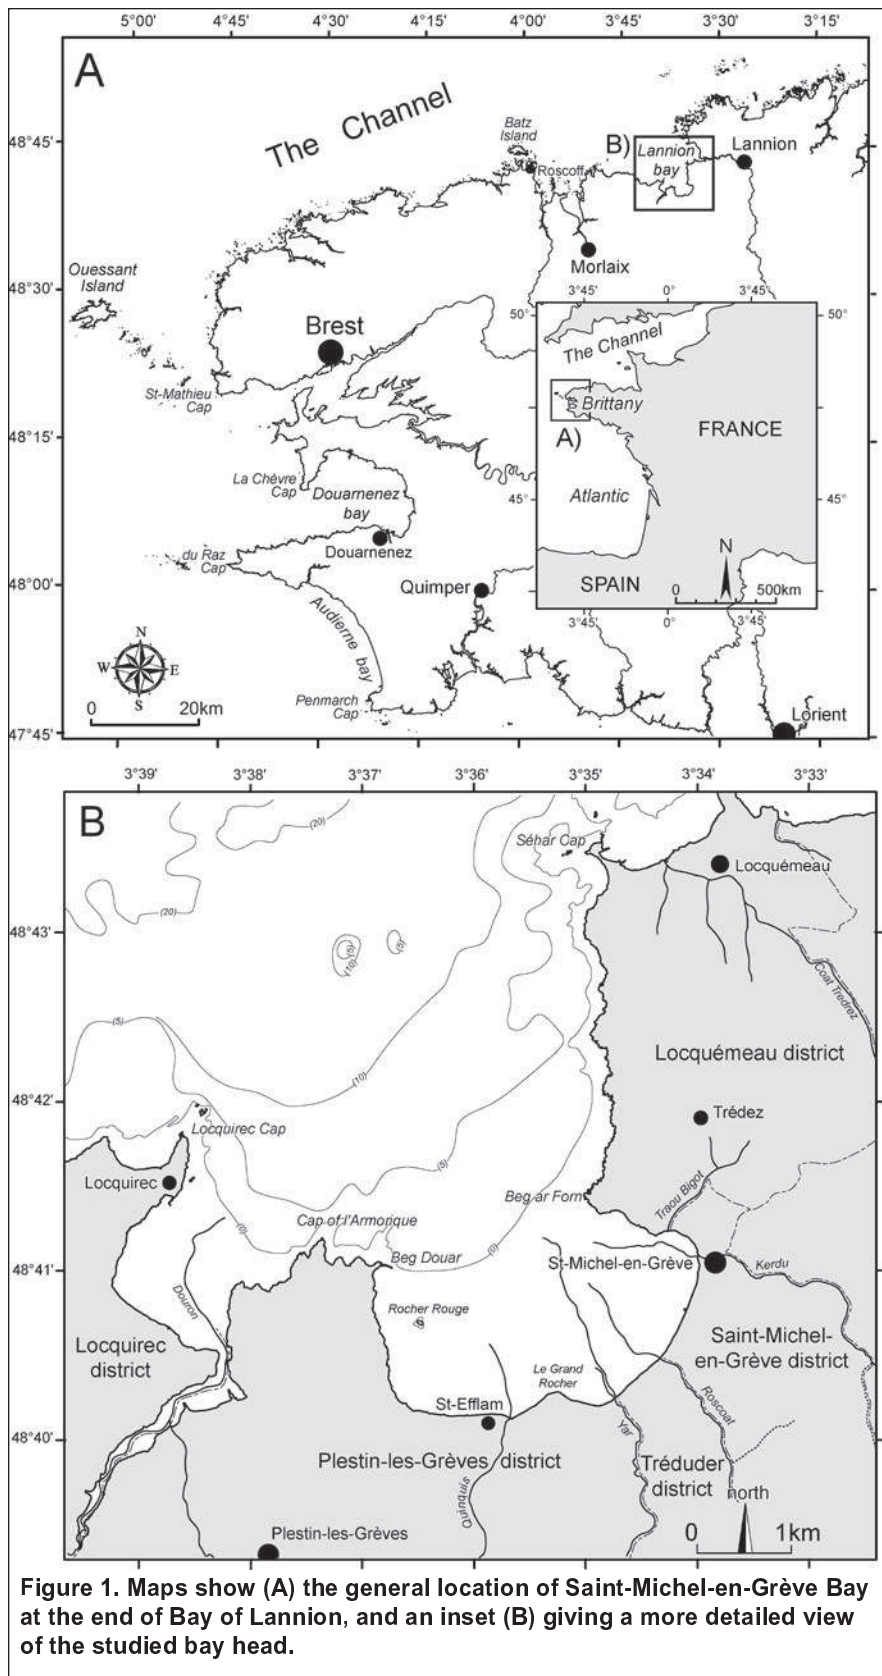 5°00' 4°45' 4°30' 4°15' 4°00' 3°45' 3°30' 3°15'
A
The Channel
Batz
Island
Roscoff
B)
Lannion
bay
Lannion
48°45'
Morlaix
Ouessant
Island
48°30'
Brest
St-Mathieu
Cap
48°15'
La Chèvre
Cap
Douarnenez
bay
du Raz
Cap
Douarnenez
48°00'
Quimper
Audierne bay
Penmarch
Cap
Lorient
47°45'
N
W E
S
0 20km
3°45' 0° 3°45'
50° 50°
The Channel
Brittany
A)
FRANCE
Atlantic
45° 45°
N
SPAIN
0 500km
3°45' 0° 3°45'
3°39' 3°38' 3°37' 3°36' 3°35' 3°34' 3°33'
B
(20)
Séhar Cap
Locquémeau
(20)
48°43'
(5)
(10)
(5)
Coat Tredrez
(5)
Locquémeau district
(10)
48°42'
Trédez
Locquirec Cap
(5)
Locquirec
Traou Bigot
Beg ar Forn
(0)
Cap of l'Armorique
Beg Douar
(0)
St-Michel-en-Grève
Kerdu
48°41'
Douron
Rocher Rouge
Locquirec
district
Saint-Michel-
en-Grève district
Le Grand
Rocher
Roscoat
St-Efflam
Yar
48°40'
Plestin-les-Grèves district
Tréduder
district
Quinquis
north
Plestin-les-Grèves
0 1km
Figure 1. Maps show (A) the general location of Saint-Michel-en-Grève Bay
at the end of Bay of Lannion, and an inset (B) giving a more detailed view
of the studied bay head.